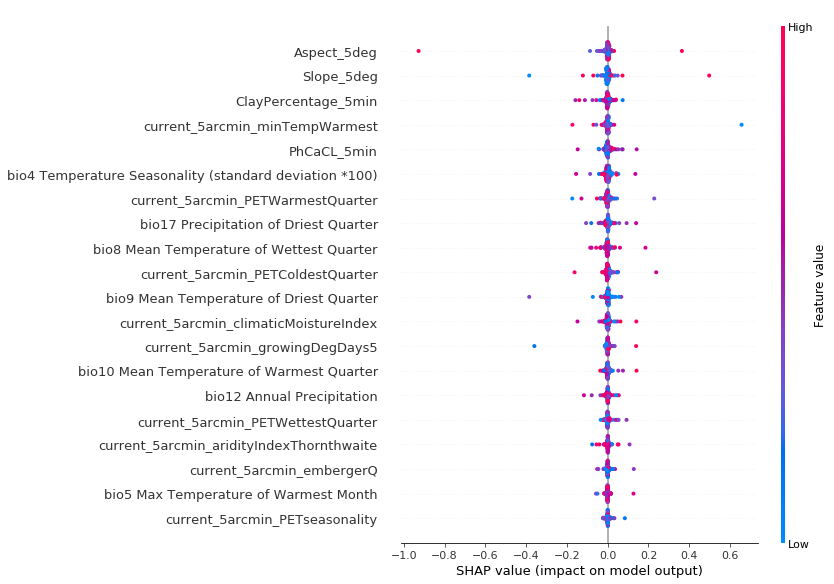 High
Aspect_5deg
Slope_5deg
ClayPercentage_5min
current_5arcmin_minTempWarmest
PhCaCL_5min
bio4 Temperature Seasonality (standard deviation *100)
current_5arcmin_PETWarmestQuarter
bio17 Precipitation of Driest Quarter
bio8 Mean Temperature of Wettest Quarter
current_5arcmin_PETColdestQuarter
bio9 Mean Temperature of Driest Quarter
current_5arcmin_climaticMoistureIndex
current_5arcmin_growingDegDays5
bio10 Mean Temperature of Warmest Quarter
bio12 Annual Precipitation
current_5arcmin_PETWettestQuarter
current_5arcmin_aridityIndexThornthwaite
current_5arcmin_embergerQ
bio5 Max Temperature of Warmest Month
current_5arcmin_PETseasonality
Feature value
Low
−1.0 −0.8 −0.6 −0.4 −0.2 0.0 0.2 0.4 0.6
SHAP value (impact on model output)